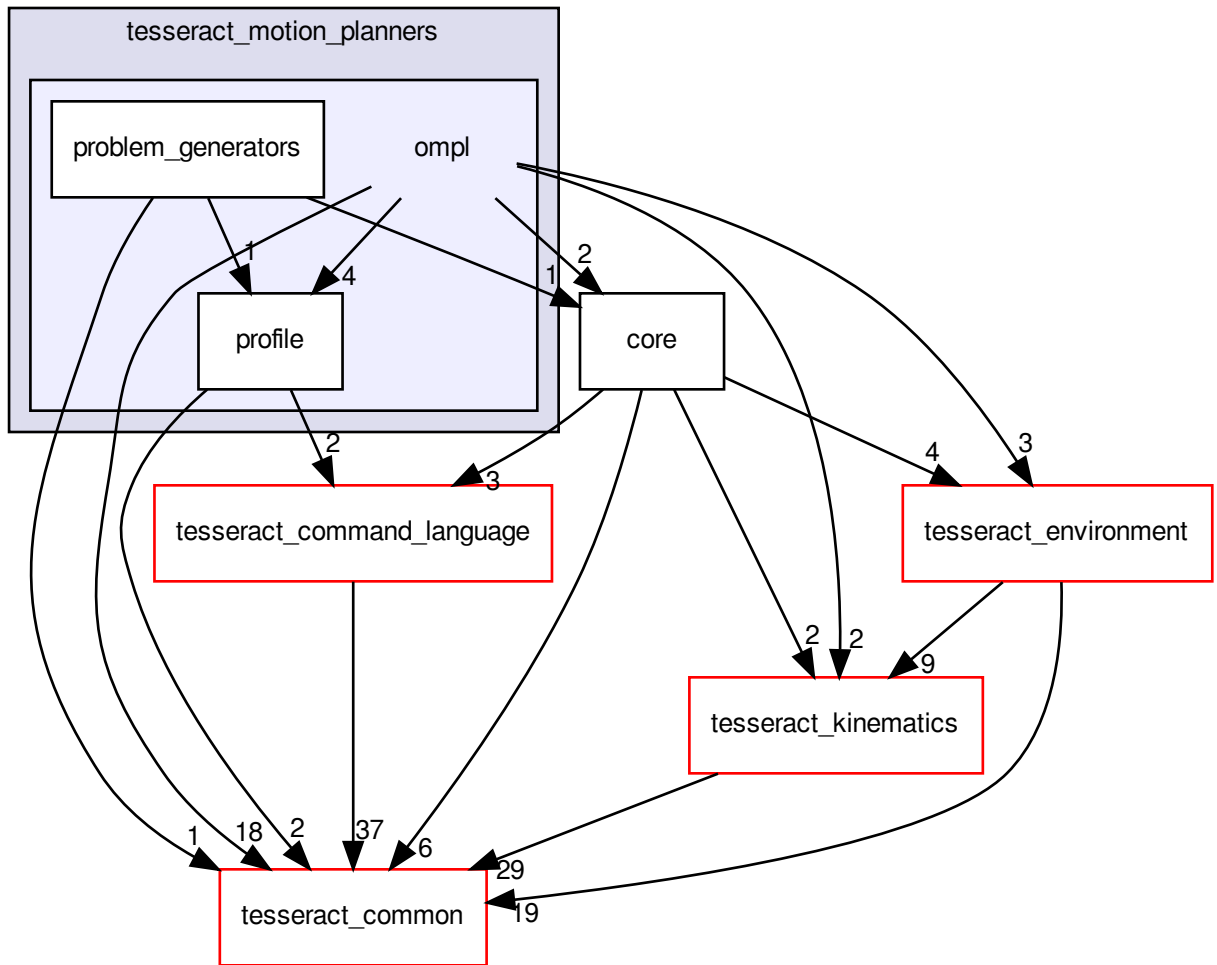 tesseract_motion_planners
problem_generators
ompl
1
4
2
1
profile
core
2
3
4
3
tesseract_command_language
tesseract_environment
2
2
9
tesseract_kinematics
1
18
2
37
6
29
19
tesseract_common